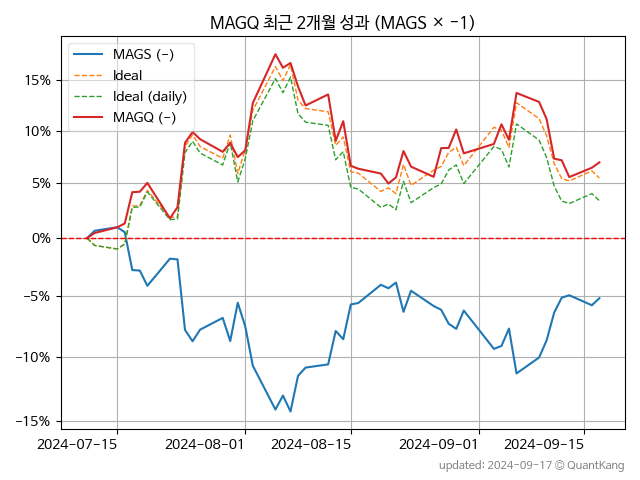 MAGQ 최근 2개월 성과 (MAGS × −1)
MAGS (−)
Ideal
Ideal (daily)
MAGQ (−)
15%
10%
5%
0%
−5%
−10%
−15%
2024−07−15
2024−08−01
2024−08−15
2024−09−01
2024−09−15
updated: 2024−09−17 © QuantKang